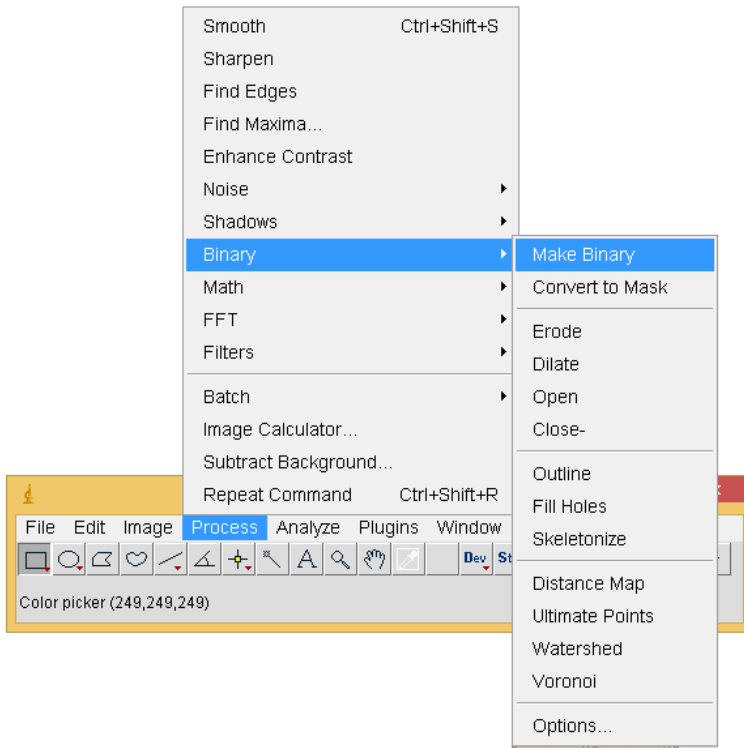 Smooth Ctrl+Shift+S
Sharpen
Find Edges
Find Maxima...
Enhance Contrast
Noise
Shadows
Binary
Math
FFT
Filters
Batch
Image Calculator...
Subtract Background...
Repeat Command Ctrl+Shift+R
Make Binary
Convert to Mask
Erode
Dilate
Open
Close-
Outline
Fill Holes
Skeletonize
Distance Map
Ultimate Points
Watershed
Voronoi
Options...
File Edit Image Process Analyze Plugins Window
A Dev St
Color picker (249,249,249)